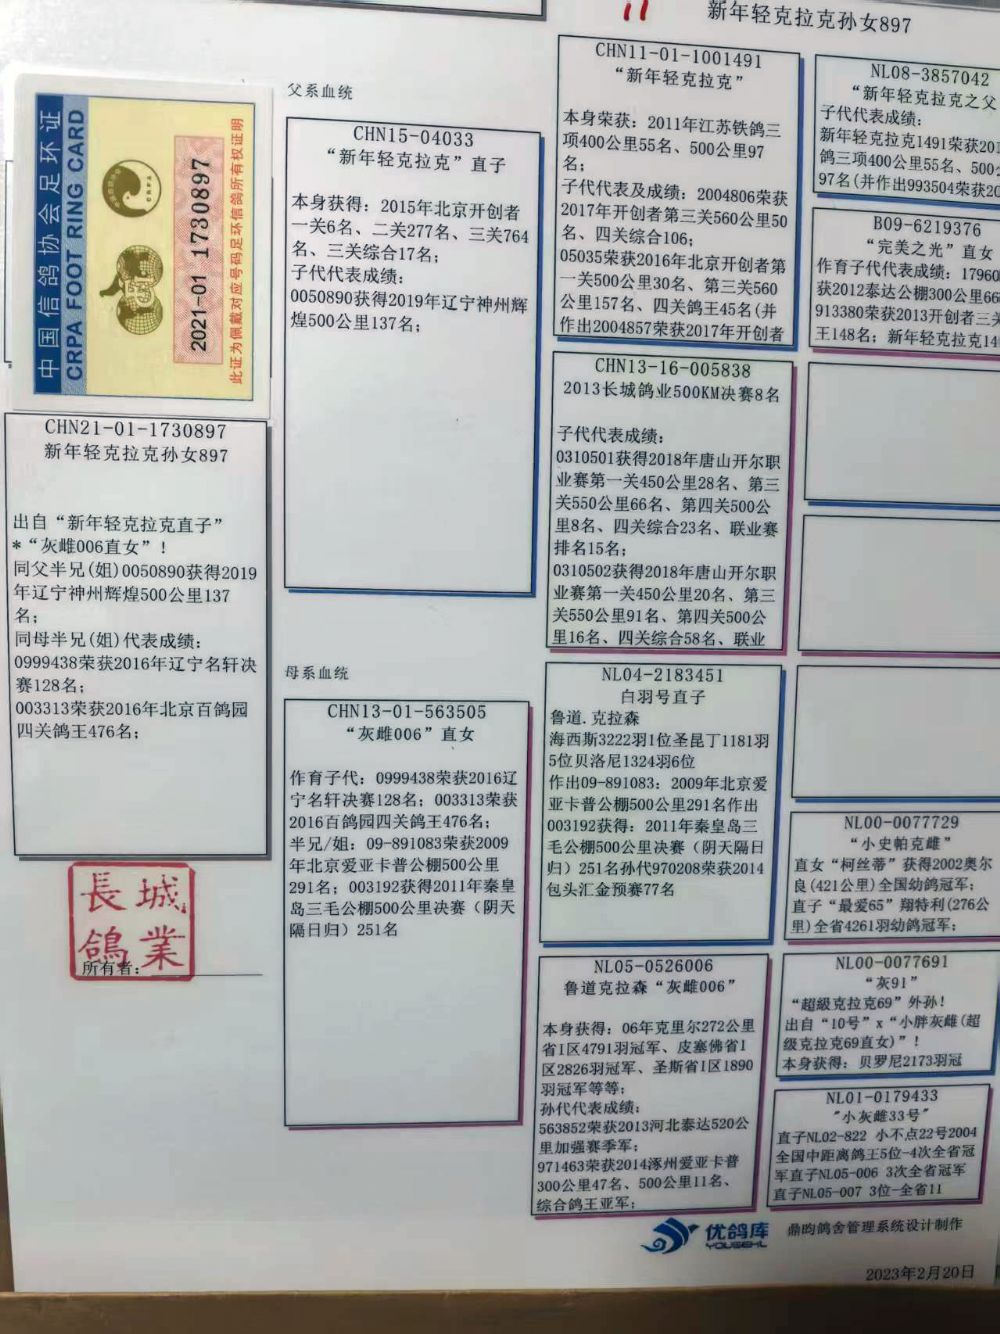 11
新年轻克拉克孙女897
中国信鸽协会足环证
CRPA FOOT RING CARD
2021-01 1730897
此证为佩戴对应号码足环信鸽所有权证明
CHN21-01-1730897
新年轻克拉克孙女897
出自“新年轻克拉克直子”
*“灰雌006直女”！
同父半兄(姐)0050890获得2019
年辽宁神州辉煌500公里137
名；
同母半兄(姐)代表成绩：
0999438荣获2016年辽宁名轩决
赛128名；
003313荣获2016年北京百鸽园
四关鸽王476名；
長城
鴿業
所有者：
父系血统
CHN15-04033
“新年轻克拉克”直子
本身获得：2015年北京开创者
一关6名、二关277名、三关764
名、三关综合17名；
子代代表成绩：
0050890获得2019年辽宁神州辉
煌500公里137名；
母系血统
CHN13-01-563505
“灰雌006”直女
作育子代：0999438荣获2016辽
宁名轩决赛128名；003313荣获
2016百鸽园四关鸽王476名；
半兄/姐：09-891083荣获2009
年北京爱亚卡普公棚500公里
291名；003192获得2011年秦皇
岛三毛公棚500公里决赛（阴天
隔日归）251名
CHN11-01-1001491
“新年轻克拉克”
本身荣获：2011年江苏铁鸽三
项400公里55名、500公里97
名；
子代代表及成绩：2004806荣获
2017年开创者第三关560公里50
名、四关综合106；
05035荣获2016年北京开创者第
一关500公里30名、第三关560
公里157名，四关鸽王45名(并
作出2004857荣获2017年开创者
CHN13-16-005838
2013长城鸽业500KM决赛8名
子代代表成绩：
0310501获得2018年唐山开尔职
业赛第一关450公里28名、第三
关550公里66名、第四关500公
里8名、四关综合23名、联业赛
排名15名；
0310502获得2018年唐山开尔职
业赛第一关450公里20名、第三
关550公里91名、第四关500公
里16名、四关综合58名、联业
NL04-2183451
白羽号直子
鲁道.克拉森
海西斯3222羽1位圣昆丁1181羽
5位贝洛尼1324羽6位
作出09-891083：2009年北京爱
亚卡普公棚500公里291名作出
003192获得：2011年秦皇岛三
毛公棚500公里决赛（阴天隔日
归）251名孙代970208荣获2014
包头汇金预赛77名
NL05-0526006
鲁道克拉森“灰雌006”
本身获得：06年克里尔272公里
省I区4791羽冠军、皮塞佛省1
区2826羽冠军、圣斯省I区1890
羽冠军等等；
孙代代表成绩：
563852荣获2013河北泰达520公
里加强赛季军；
971463荣获2014涿州爱亚卡普
300公里47名、500公里11名、
综合鸽王亚军；
NL08-3857042
“新年轻克拉克之父
子代代表成绩：
新年轻克拉克1491荣获201
鸽三项400公里55名、500公
97名(并作出993504荣获20
B09-6219376
“完美之光”直女
作育子代代表成绩：17960
获2012泰达公棚300公里66
913380荣获2013开创者三关
王148名；新年轻克拉克14
NL00-0077729
“小史帕克雌”
直女“柯丝蒂”获得2002奥尔
良(421公里)全国幼鸽冠军；
直子“最爱65”翔特利(276公
里)全省4261羽幼鸽冠军；
NL00-0077691
“灰91”
“超级克拉克69”外孙！
出自“10号”x“小胖灰雌(超
级克拉克69直女)”！
本身获得：贝罗尼2173羽冠
NL01-0179433
"小灰雌33号"
直子NL02-822 小不点22号2004
全国中距离鸽王5位-4次全省冠
军直子NL05-006 3次全省冠军
直子NL05-007 3位-全省11
优鸽库
鼎昀鸽舍管理系统设计制作
2023年2月20日